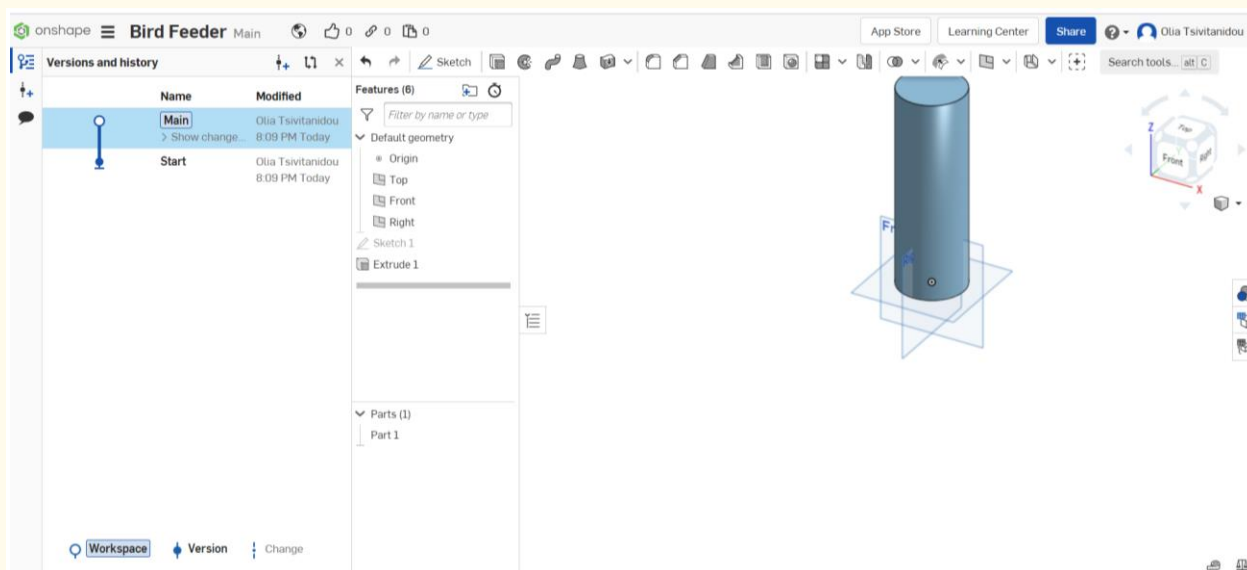 onshape Bird Feeder Main 0 0 0 App Store Learning Center Share Olia Tsivitanidou
Versions and history
Sketch
Search tools... alt C
Name Modified
Main Olia Tsivitanidou
> Show change... 8:09 PM Today
Start Olia Tsivitanidou
8:09 PM Today
Workspace Version Change
Features (6)
Filter by name or type
Default geometry
Origin
Top
Front
Right
Sketch 1
Extrude 1
Parts (1)
Part 1
Fr
Z
Top
Front
Right
X